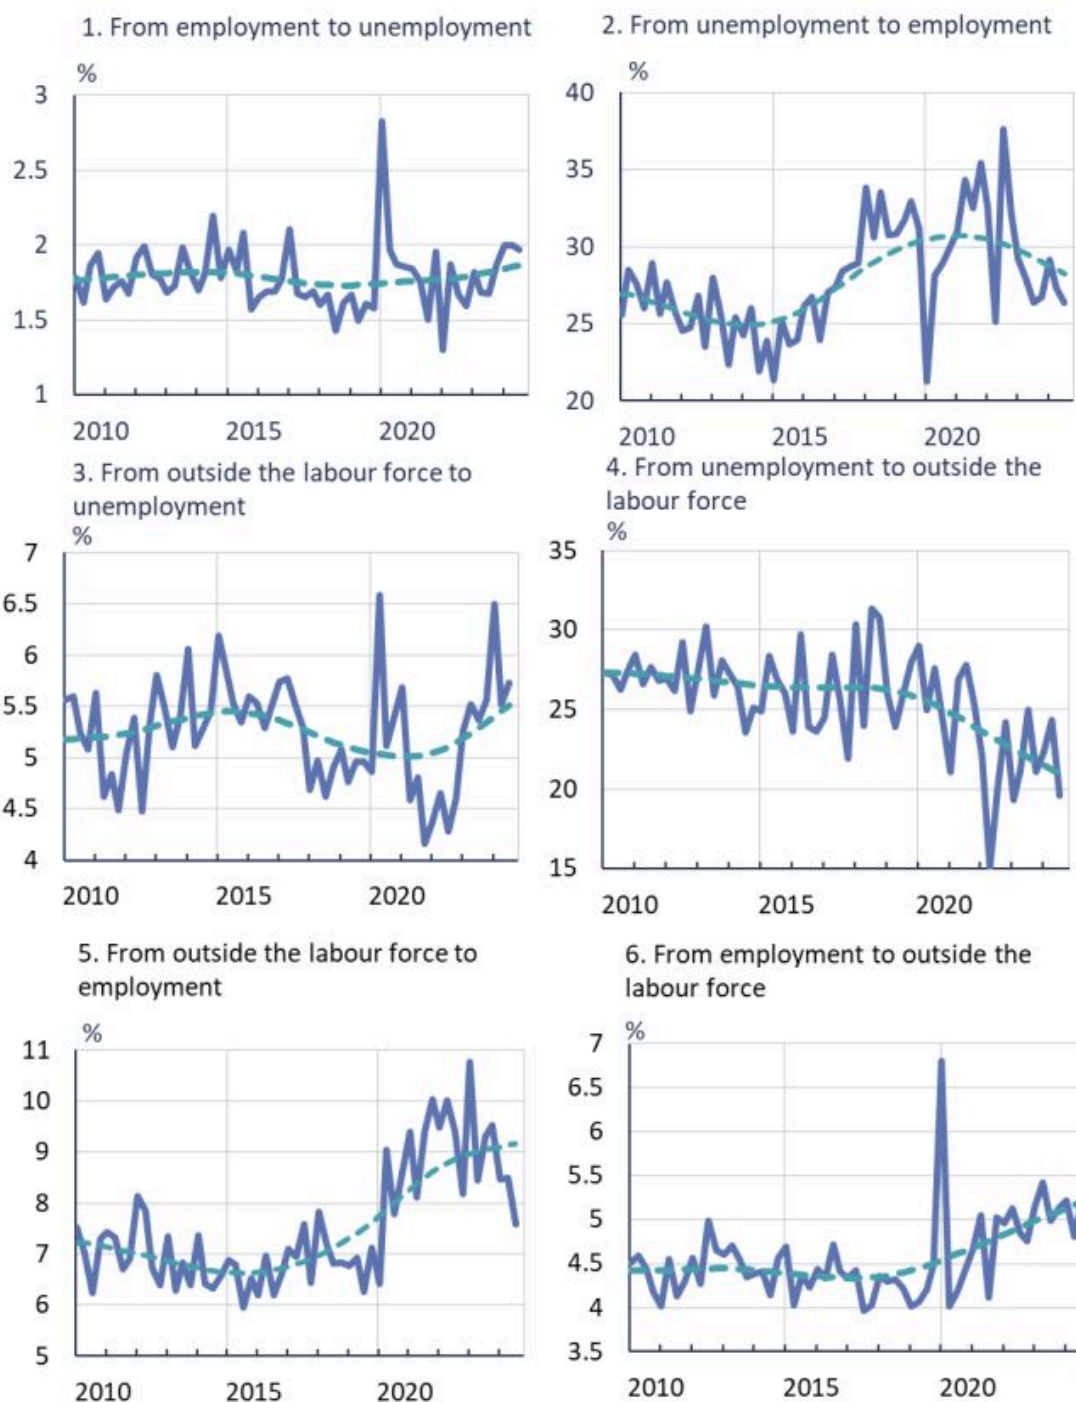 1. From employment to unemployment
%
3
2.5
2
1.5
1
2010 2015 2020
2. From unemployment to employment
%
40
35
30
25
20
2010 2015 2020
3. From outside the labour force to
unemployment
%
7
6.5
6
5.5
5
4.5
4
2010 2015 2020
4. From unemployment to outside the
labour force
%
35
30
25
20
15
2010 2015 2020
5. From outside the labour force to
employment
%
11
10
9
8
7
6
5
2010 2015 2020
6. From employment to outside the
labour force
%
7
6.5
6
5.5
5
4.5
4
3.5
2010 2015 2020